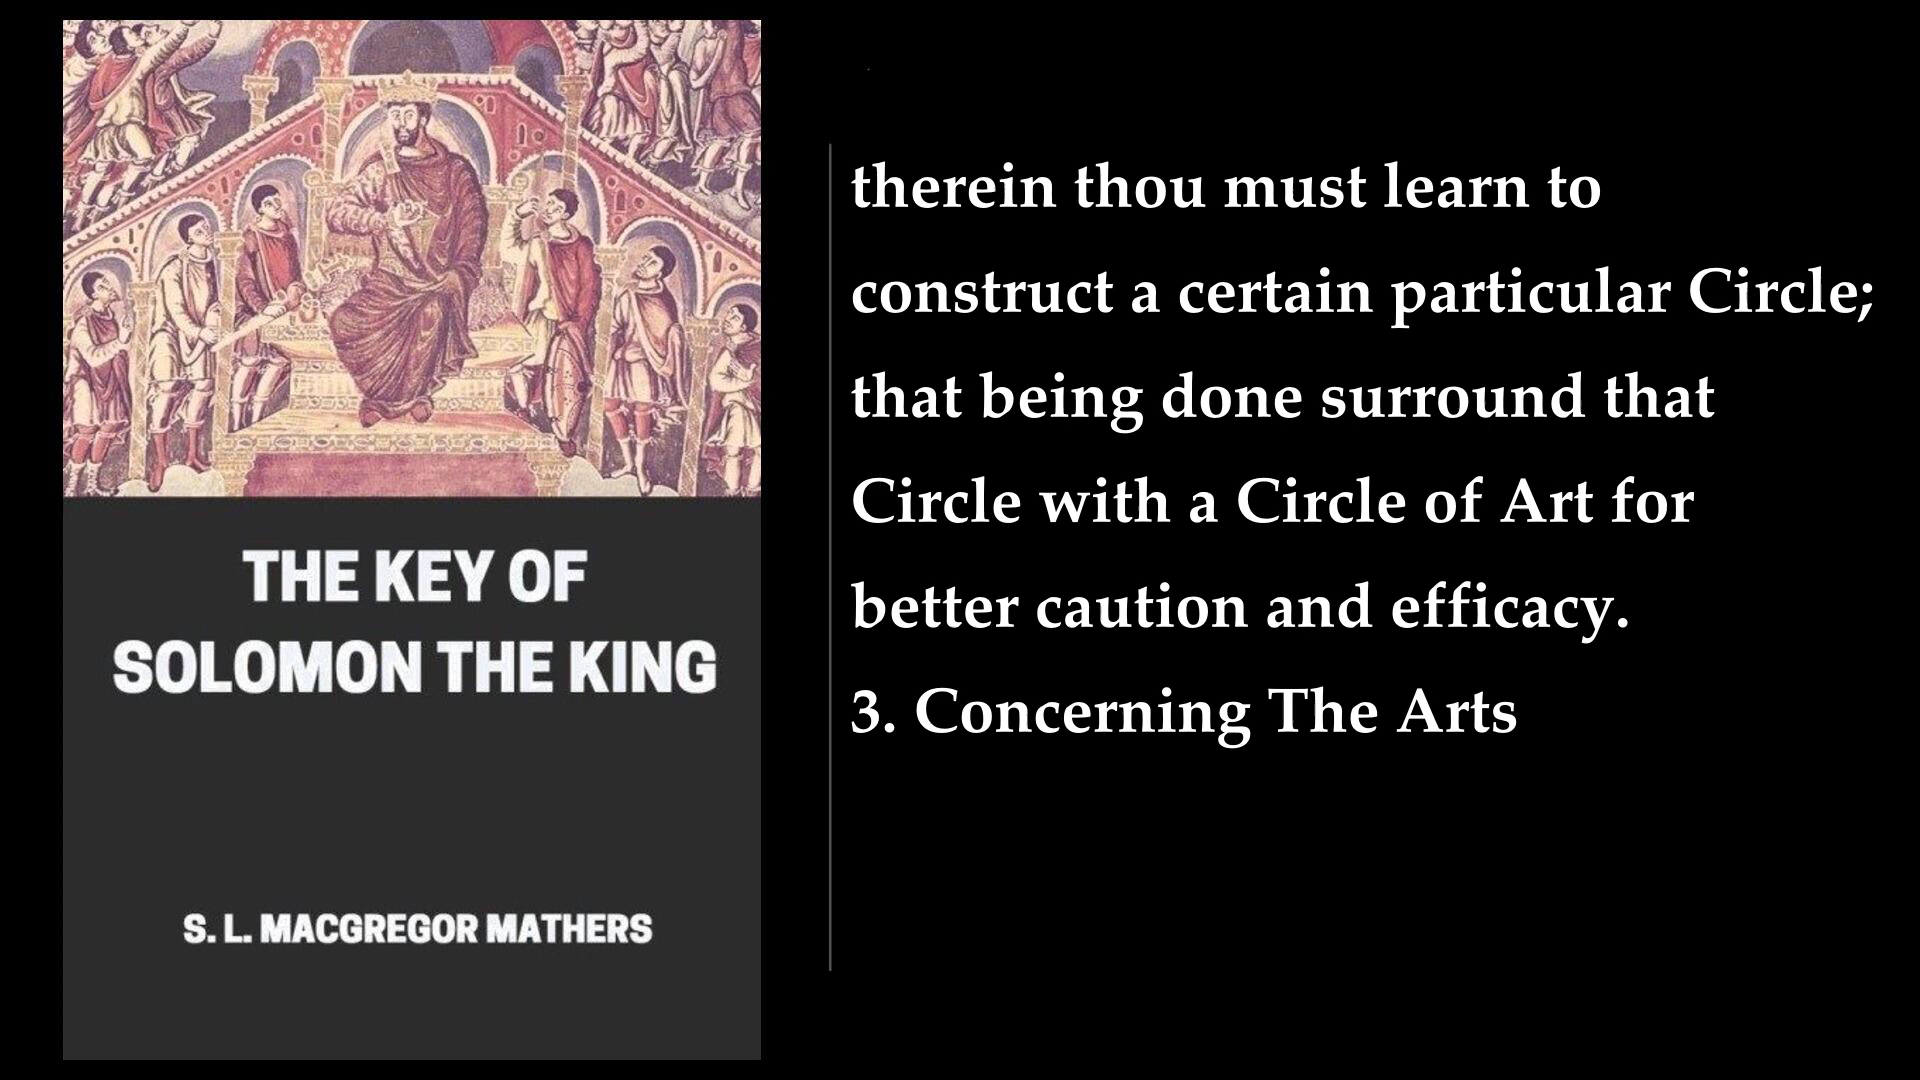 THE KEY OF
SOLOMON THE KING
S. L. MACGREGOR MATHERS
therein thou must learn to
construct a certain particular Circle;
that being done surround that
Circle with a Circle of Art for
better caution and efficacy.
3. Concerning The Arts